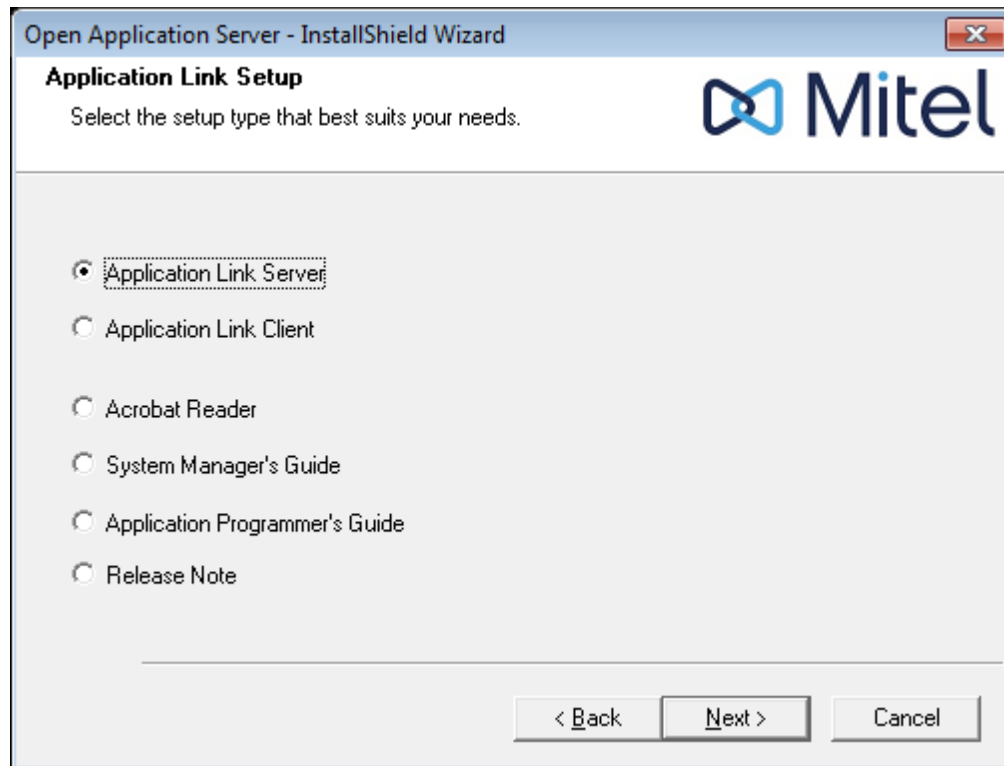 Open Application Server - InstallShield Wizard
Application Link Setup
Select the setup type that best suits your needs.
Mitel
Application Link Server
Application Link Client
Acrobat Reader
System Manager's Guide
Application Programmer's Guide
Release Note
< Back Next > Cancel